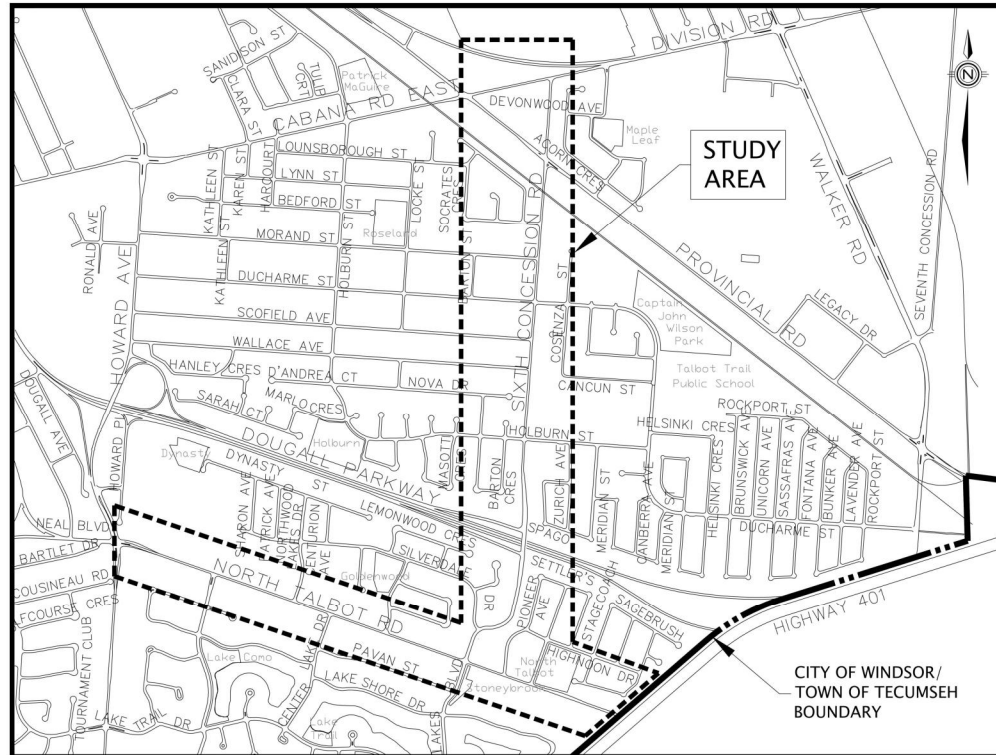 SANIDISON ST
TULIP CRT
CLARA ST
Patrick
MaGuire
CABANA RD EAST
DIVISION RD
N
DEVONWOOD AVE
Maple
Leaf
ACORN CRES
STUDY
AREA
WALKER RD
SEVENTH CONCESSION RD
LOUNSBOROUGH ST
LYNN ST
BEDFORD ST
KATHLEEN ST
KAREN ST
HARCOURT
LOCKE ST
SOCRATES
CRES
Roseland
MORAND ST
RONALD AVE
HOWARD AVE
KATHLEEN ST
HOLBURN ST
BARTON ST
SIXTH CONCESSION RD
COSENZA ST
PROVINCIAL RD
LEGACY DR
DUCHARME ST
SCOFIELD AVE
WALLACE AVE
Captain
John
Wilson
Park
Talbot Trail
Public School
HANLEY CRES
D'ANDREA CT
NOVA DR
CANCUN ST
DOUGALL AVE
SARAH CT
MARLO CRES
Holburn
HOLBURN ST
HELSINKI CRES
ROCKPORT ST
Dynasty
DYNASTY
ST
DOUGALL PARKWAY
MASOTTI
CRES
BARTON
CRES
ZURICH AVE
MERIDIAN ST
CANBERRA AVE
MERIDIAN ST
HELSINKI CRES
BRUNSWICK AVE
UNICORN AVE
SASSAFRAS AVE
FONTANA AVE
BUNKER AVE
LAVENDER AVE
ROCKPORT ST
DUCHARME ST
HOWARD PL
NEAL BLVD
BARTLET DR
COUSINEAU RD
SHARON AVE
PATRICK AVE
NORTHWOOD
LAKES DR
CENTURION
AVE
LEMONWOOD CRES
SILVERDALE
Goldenwood
DR
SPAGO
SETTLER'S
PIONEER
AVE
STAGECOACH
SAGEBRUSH
HIGHNOON DR
NORTH TALBOT RD
PAVAN ST
Lake Como
CENTER LAKE DR
LAKE SHORE DR
LAKES BLVD
North
Talbot
Stoneybrook
TOURNAMENT CLUB
LAKE TRAIL DR
Lake
Trail
HIGHWAY 401
CITY OF WINDSOR/
TOWN OF TECUMSEH
BOUNDARY